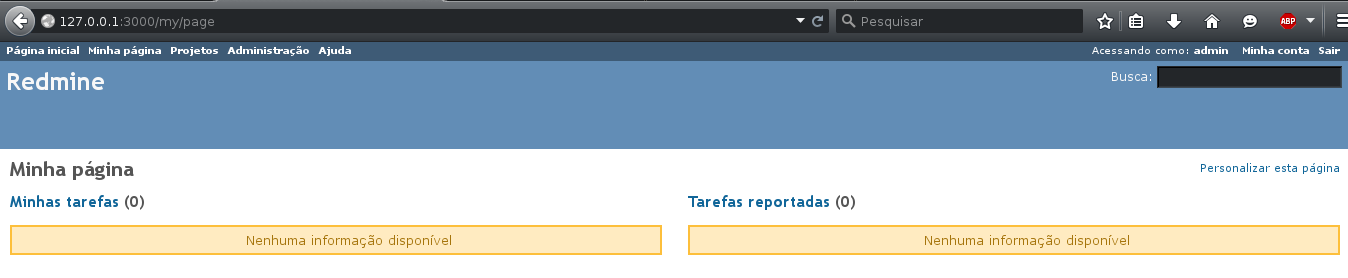 127.0.0.1:3000/my/page Pesquisar ABP
Página inicial Minha página Projetos Administração Ajuda Acessando como: admin Minha conta Sair
Redmine Busca:
Minha página Personalizar esta página
Minhas tarefas (0) Tarefas reportadas (0)
Nenhuma informação disponível Nenhuma informação disponível